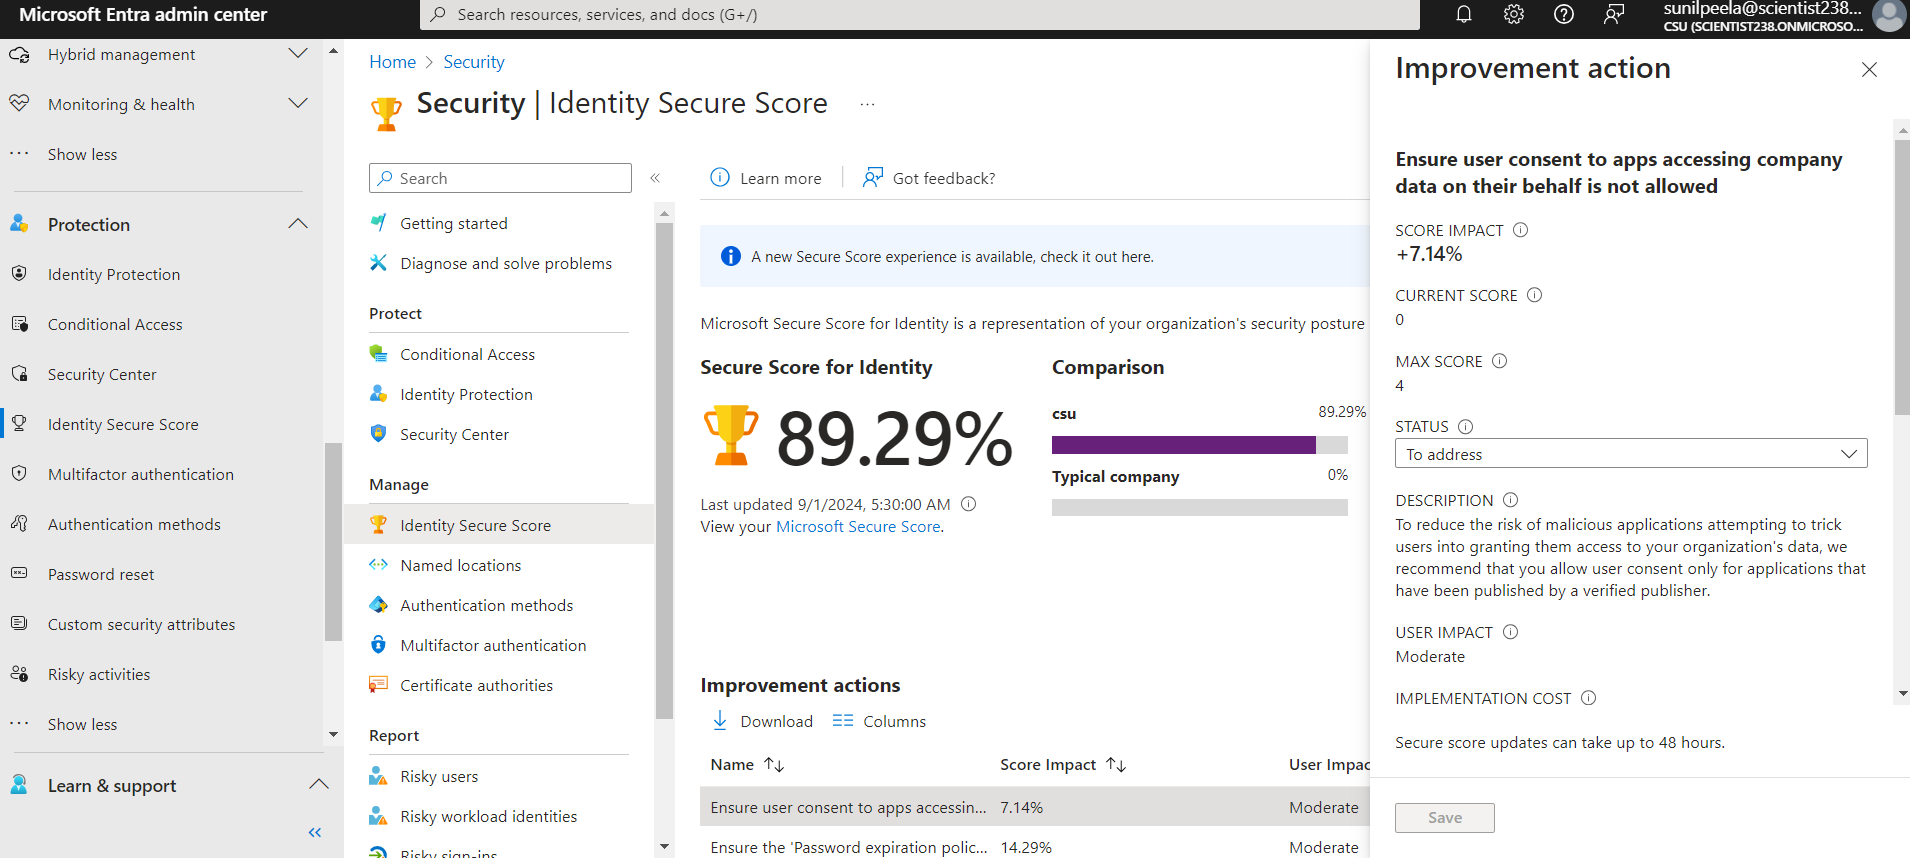 Microsoft Entra admin center
Search resources, services, and docs (G+/)
sunilpeela@scientist238...
CSU (SCIENTIST238.ONMICROSO...
Hybrid management
Monitoring & health
Show less
Protection
Identity Protection
Conditional Access
Security Center
Identity Secure Score
Multifactor authentication
Authentication methods
Password reset
Custom security attributes
Risky activities
Show less
Learn & support
Home > Security
Security | Identity Secure Score
Search
Getting started
Diagnose and solve problems
Protect
Conditional Access
Identity Protection
Security Center
Manage
Identity Secure Score
Named locations
Authentication methods
Multifactor authentication
Certificate authorities
Report
Risky users
Risky workload identities
Risky sign-ins
Learn more
Got feedback?
A new Secure Score experience is available, check it out here.
Microsoft Secure Score for Identity is a representation of your organization's security posture
Secure Score for Identity
89.29%
Last updated 9/1/2024, 5:30:00 AM
View your Microsoft Secure Score.
Comparison
csu 89.29%
Typical company 0%
Improvement actions
Download Columns
Name Score Impact User Impac
Ensure user consent to apps accessin... 7.14% Moderate
Ensure the 'Password expiration polic... 14.29% Moderate
Improvement action
Ensure user consent to apps accessing company
data on their behalf is not allowed
SCORE IMPACT
+7.14%
CURRENT SCORE
0
MAX SCORE
4
STATUS
To address
DESCRIPTION
To reduce the risk of malicious applications attempting to trick
users into granting them access to your organization's data, we
recommend that you allow user consent only for applications that
have been published by a verified publisher.
USER IMPACT
Moderate
IMPLEMENTATION COST
Secure score updates can take up to 48 hours.
Save